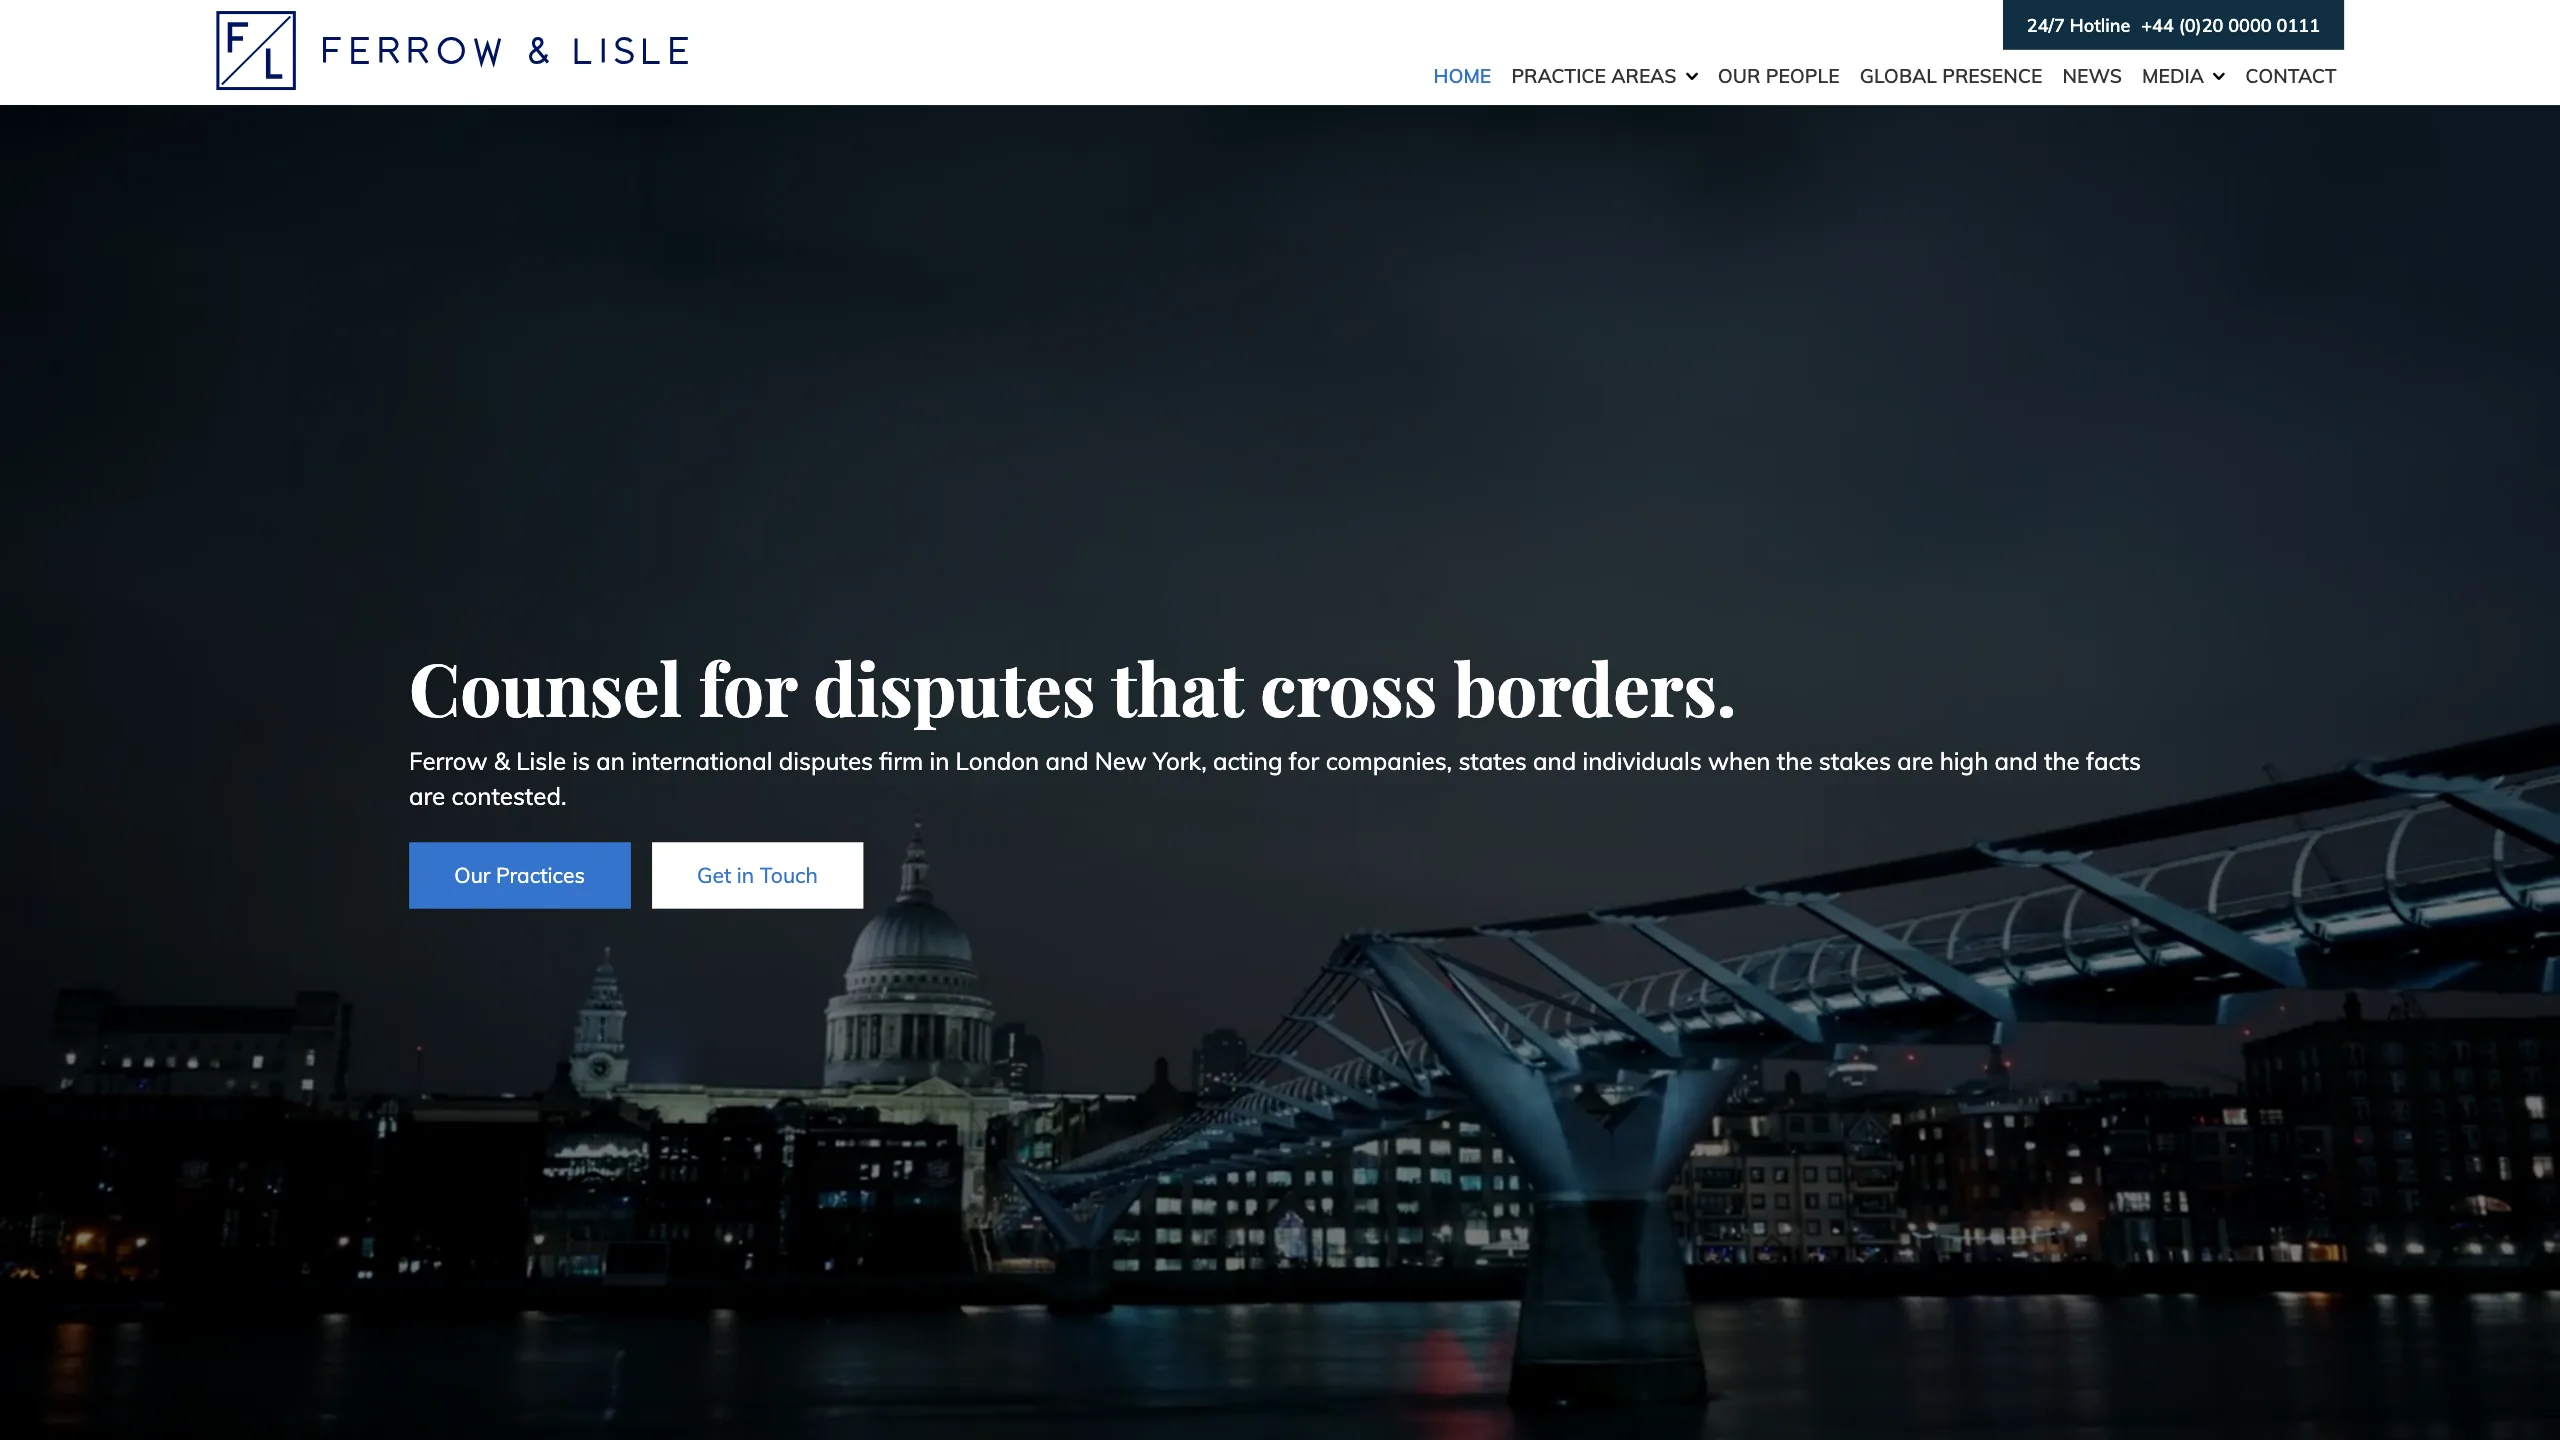 F
L
FERROW & LISLE
24/7 Hotline +44 (0)20 0000 0111
HOME PRACTICE AREAS OUR PEOPLE GLOBAL PRESENCE NEWS MEDIA CONTACT
Counsel for disputes that cross borders.
Ferrow & Lisle is an international disputes firm in London and New York, acting for companies, states and individuals when the stakes are high and the facts
are contested.
Our Practices Get in Touch